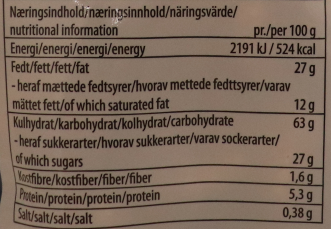 Næringsindhold/næringsinnhold/näringsvärde/
nutritional information pr./per 100 g
Energi/energi/energi/energy 2191 kJ / 524 kcal
Fedt/fett/fett/fat 27 g
- heraf mættede fedtsyrer/hvorav mettede fedttsyrer/varav
mättet fett/of which saturated fat 12 g
Kulhydrat/karbohydrat/kolhydrat/carbohydrate 63 g
- heraf sukkerarter/hvorav sukkerarter/varav sockerarter/
of which sugars 27 g
Kostfibre/kostfiber/fiber/fiber 1,6 g
Protein/protein/protein/protein 5,3 g
Salt/salt/salt/salt 0,38 g